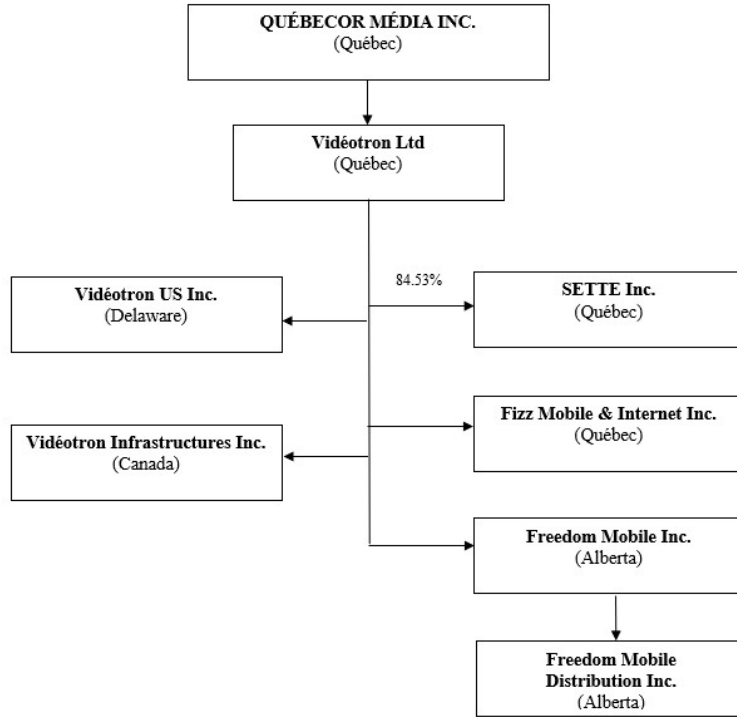 QUÉBECOR MÉDIA INC.
(Québec)
Vidéotron Ltd
(Québec)
84.53%
Vidéotron US Inc.
(Delaware)
SETTE Inc.
(Québec)
Vidéotron Infrastructures Inc.
(Canada)
Fizz Mobile & Internet Inc.
(Québec)
Freedom Mobile Inc.
(Alberta)
Freedom Mobile
Distribution Inc.
(Alberta)